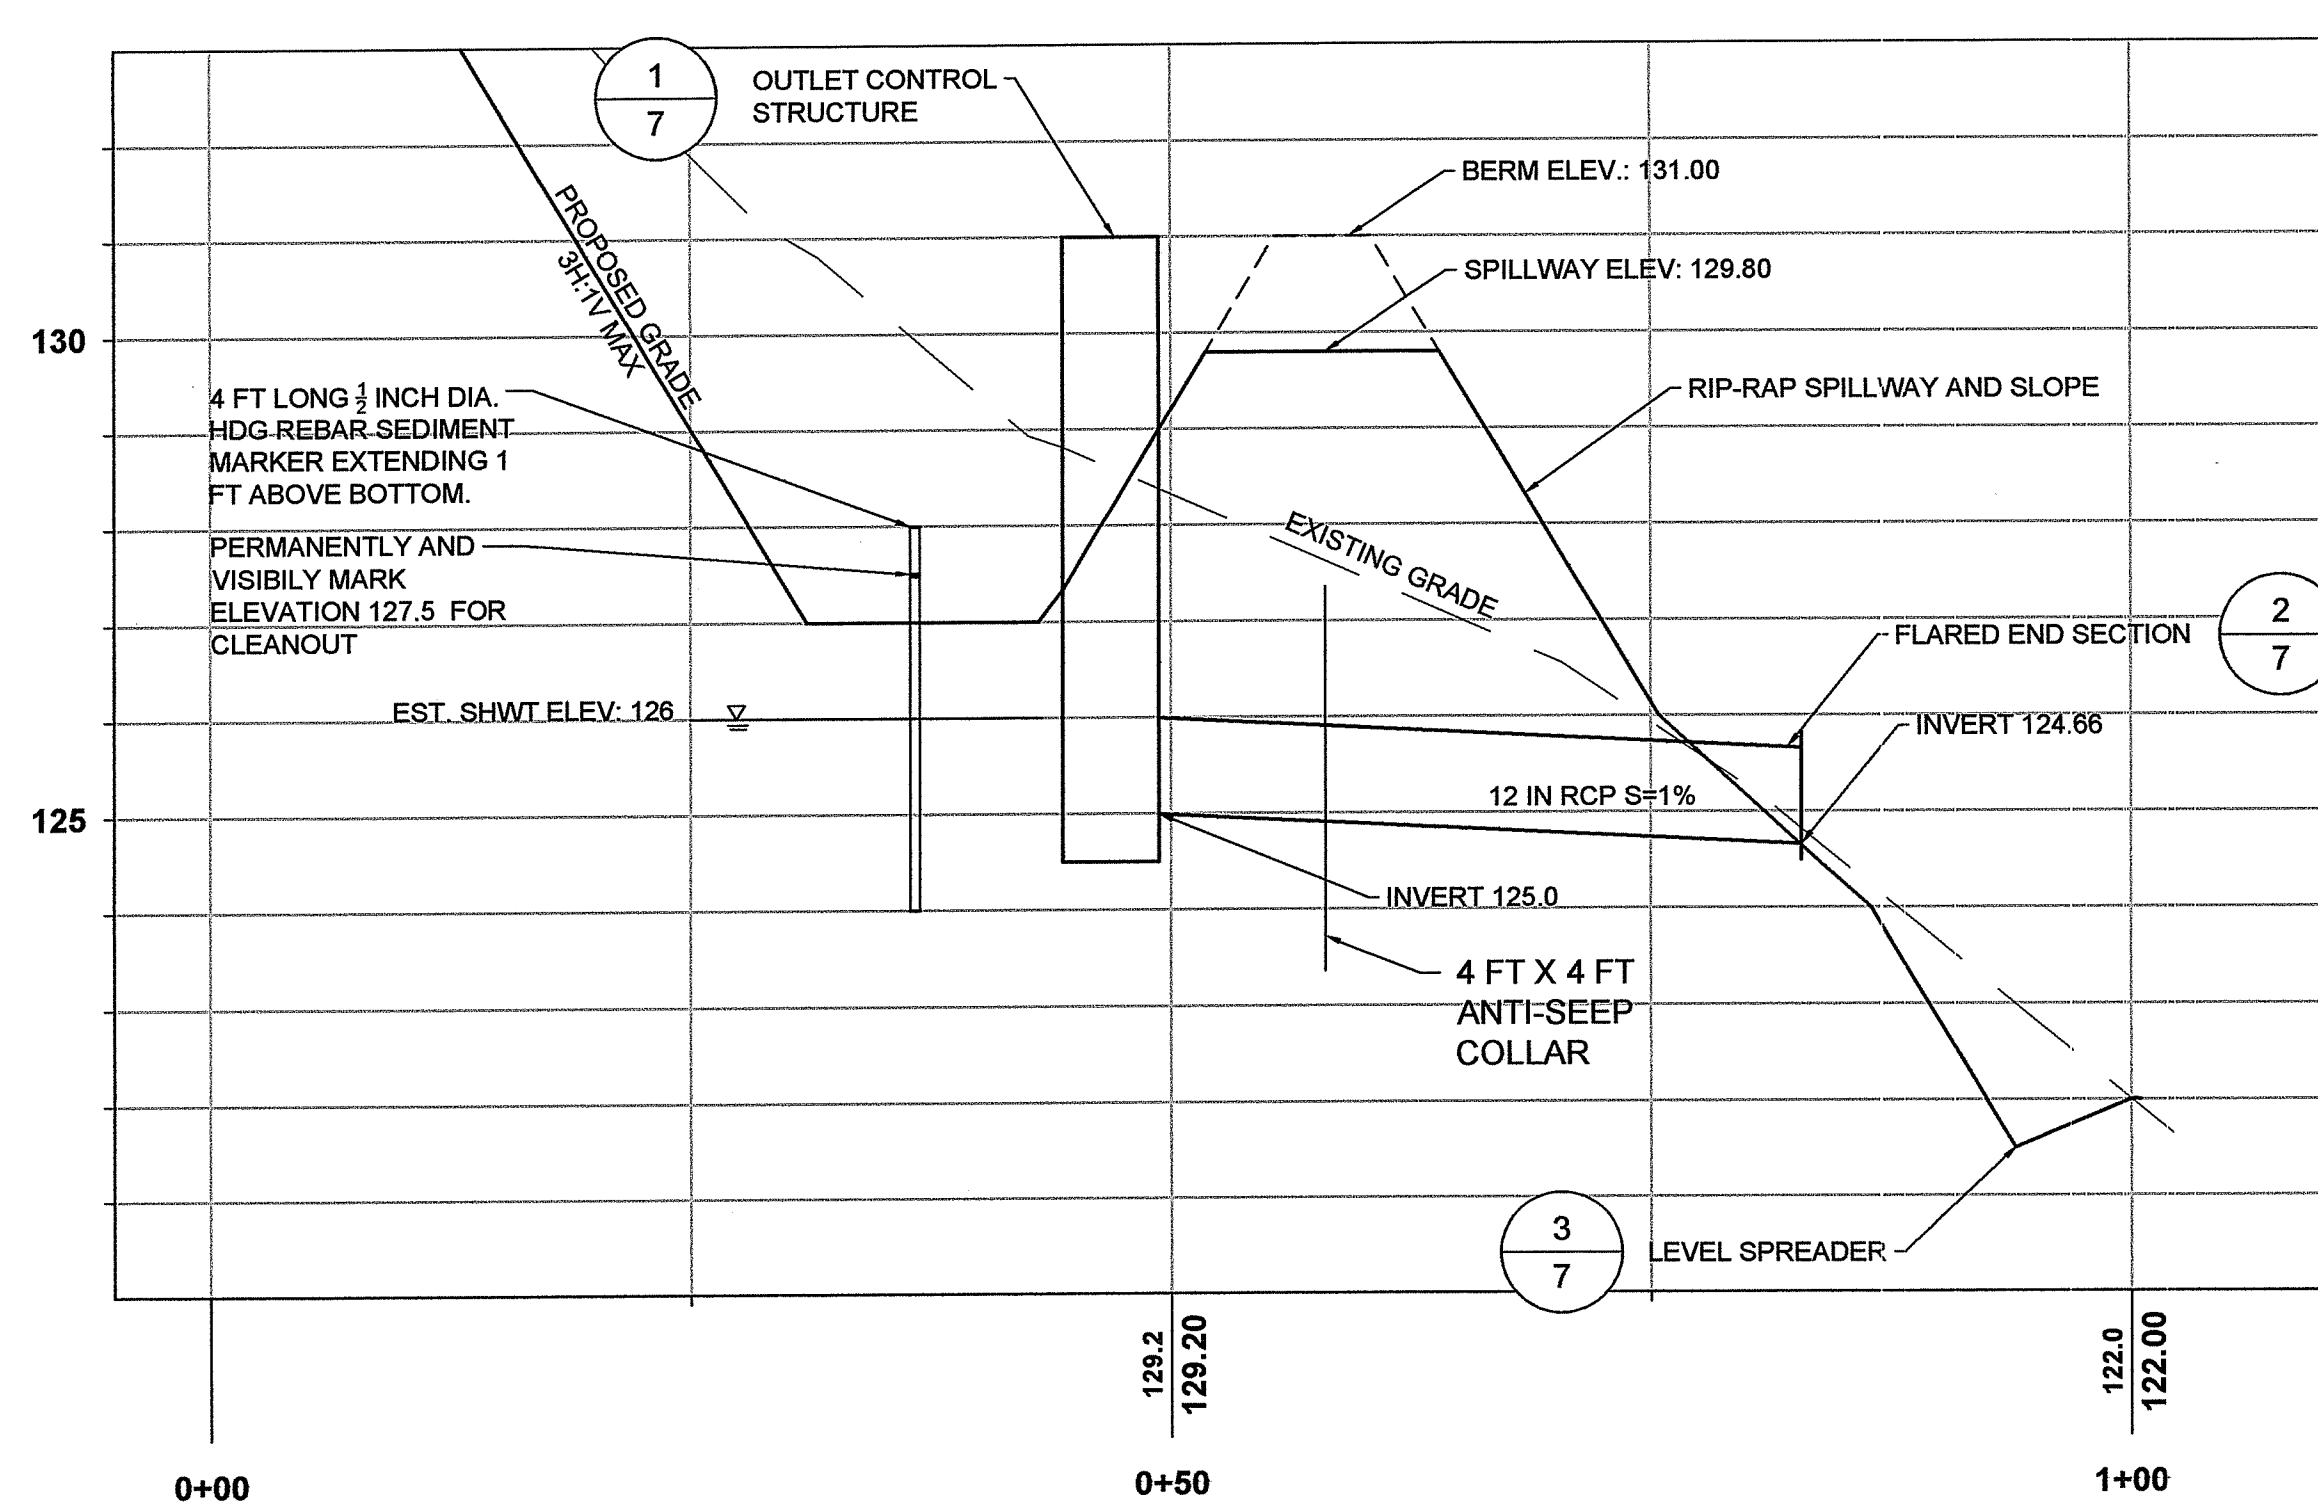 1
7
OUTLET CONTROL
STRUCTURE
BERM ELEV.: 131.00
PROPOSED GRADE
3H:1V MAX
SPILLWAY ELEV: 129.80
130
4 FT LONG 1/2 INCH DIA.
HDG REBAR SEDIMENT
MARKER EXTENDING 1
FT ABOVE BOTTOM.
RIP-RAP SPILLWAY AND SLOPE
PERMANENTLY AND
VISIBILY MARK
ELEVATION 127.5 FOR
CLEANOUT
EXISTING GRADE
FLARED END SECTION
2
7
EST. SHWT ELEV: 126
INVERT 124.66
12 IN RCP S=1%
125
INVERT 125.0
4 FT X 4 FT
ANTI-SEEP
COLLAR
3
7
LEVEL SPREADER
129.2
129.20
122.0
122.00
0+00
0+50
1+00